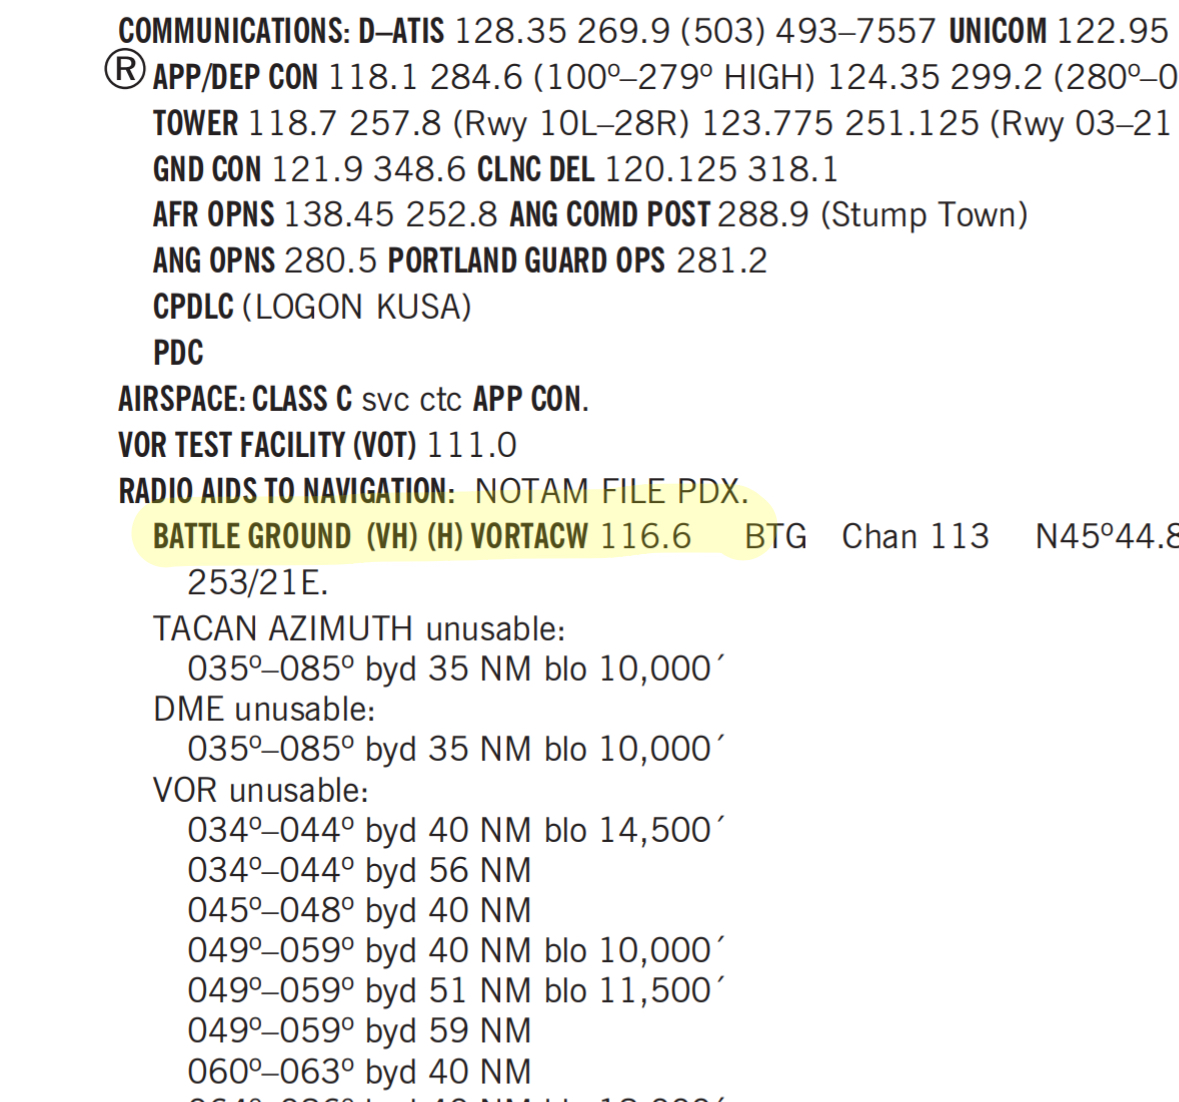 COMMUNICATIONS: D–ATIS 128.35 269.9 (503) 493–7557 UNICOM 122.95
Ⓡ APP/DEP CON 118.1 284.6 (100º–279º HIGH) 124.35 299.2 (280º–0
TOWER 118.7 257.8 (Rwy 10L–28R) 123.775 251.125 (Rwy 03–21
GND CON 121.9 348.6 CLNC DEL 120.125 318.1
AFR OPNS 138.45 252.8 ANG COMD POST 288.9 (Stump Town)
ANG OPNS 280.5 PORTLAND GUARD OPS 281.2
CPDLC (LOGON KUSA)
PDC
AIRSPACE: CLASS C svc ctc APP CON.
VOR TEST FACILITY (VOT) 111.0
RADIO AIDS TO NAVIGATION: NOTAM FILE PDX.
BATTLE GROUND (VH) (H) VORTACW 116.6 BTG Chan 113 N45º44.8
253/21E.
TACAN AZIMUTH unusable:
035º–085º byd 35 NM blo 10,000´
DME unusable:
035º–085º byd 35 NM blo 10,000´
VOR unusable:
034º–044º byd 40 NM blo 14,500´
034º–044º byd 56 NM
045º–048º byd 40 NM
049º–059º byd 40 NM blo 10,000´
049º–059º byd 51 NM blo 11,500´
049º–059º byd 59 NM
060º–063º byd 40 NM